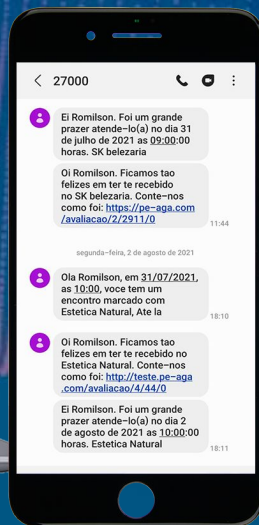 27000
Ei Romilson. Foi um grande
prazer atende-lo(a) no dia 31
de julho de 2021 as 09:00:00
horas. SK belezaria
Oi Romilson. Ficamos tao
felizes em ter te recebido
no SK belezaria. Conte-nos
como foi: https://pe-aga.com
/avaliacao/2/2911/0
11:44
segunda-feira, 2 de agosto de 2021
Ola Romilson, em 31/07/2021,
as 10:00, voce tem um
encontro marcado com
Estetica Natural, Ate la
18:10
Oi Romilson. Ficamos tao
felizes em ter te recebido no
Estetica Natural. Conte-nos
como foi: http://teste.pe-aga
.com/avaliacao/4/44/0
Ei Romilson. Foi um grande
prazer atende-lo(a) no dia 2
de agosto de 2021 as 10:00:00
horas. Estetica Natural
18:11